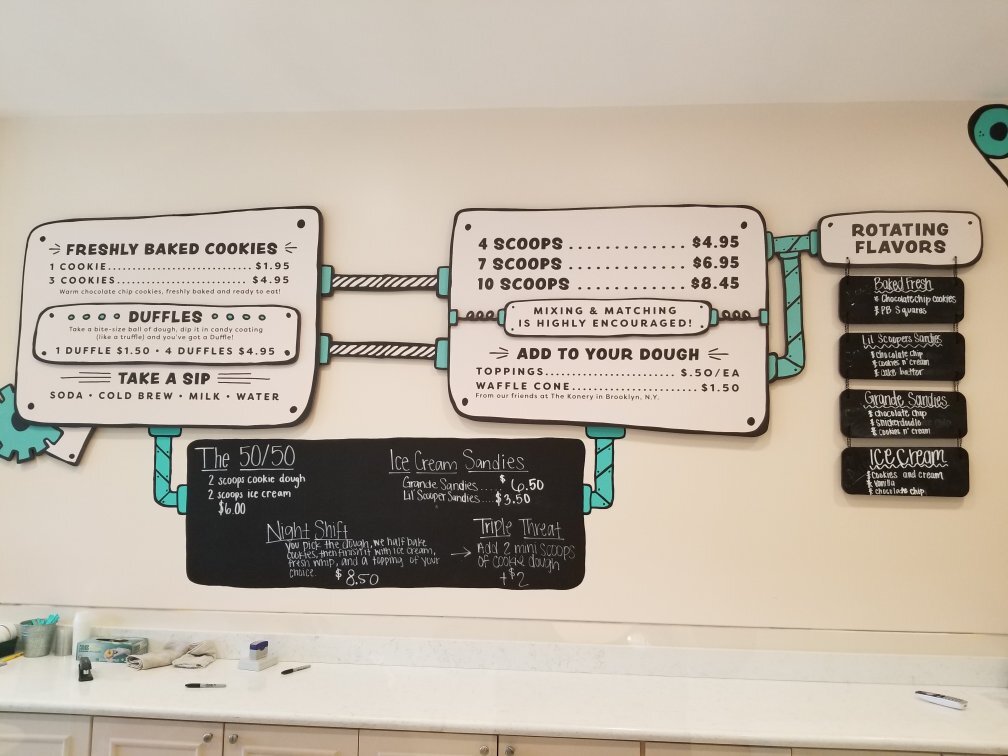 FRESHLY BAKED COOKIES
1 COOKIE............................... $1.95
3 COOKIES............................. $4.95
Warm chocolate chip cookies, freshly baked and ready to eat!
DUFFLES
Take a bite-size ball of dough, dip it in candy coating
(like a truffle) and you've got a Duffle!
1 DUFFLE $1.50 • 4 DUFFLES $4.95
TAKE A SIP
SODA • COLD BREW • MILK • WATER
4 SCOOPS ............... $4.95
7 SCOOPS ............... $6.95
10 SCOOPS .............. $8.45
MIXING & MATCHING
IS HIGHLY ENCOURAGED!
ADD TO YOUR DOUGH
TOPPINGS.................... $.50/EA
WAFFLE CONE................ $1.50
From our friends at The Konery in Brooklyn, N.Y.
ROTATING
FLAVORS
Baked Fresh
* Chocolate chip cookies
* PB Squares
Lil Scoopers Sandies
* chocolate chip
* cookies n' cream
* cake batter
Grande Sandies
* chocolate chip
* snickerdoodle
* cookies n' cream
Ice Cream
* Cookies and cream
* vanilla
* chocolate chip
The 50/50
2 scoops cookie dough
2 scoops ice cream
$6.00
Ice Cream Sandies
Grande Sandies..... $6.50
Lil' Scooper Sandies.... $3.50
Night Shift
you pick the dough, we half bake
cookies, then finish it with ice cream,
fresh whip, and a topping of your
choice. $8.50
→
Triple Threat
Add 2 mini scoops
of cookie dough
+$2